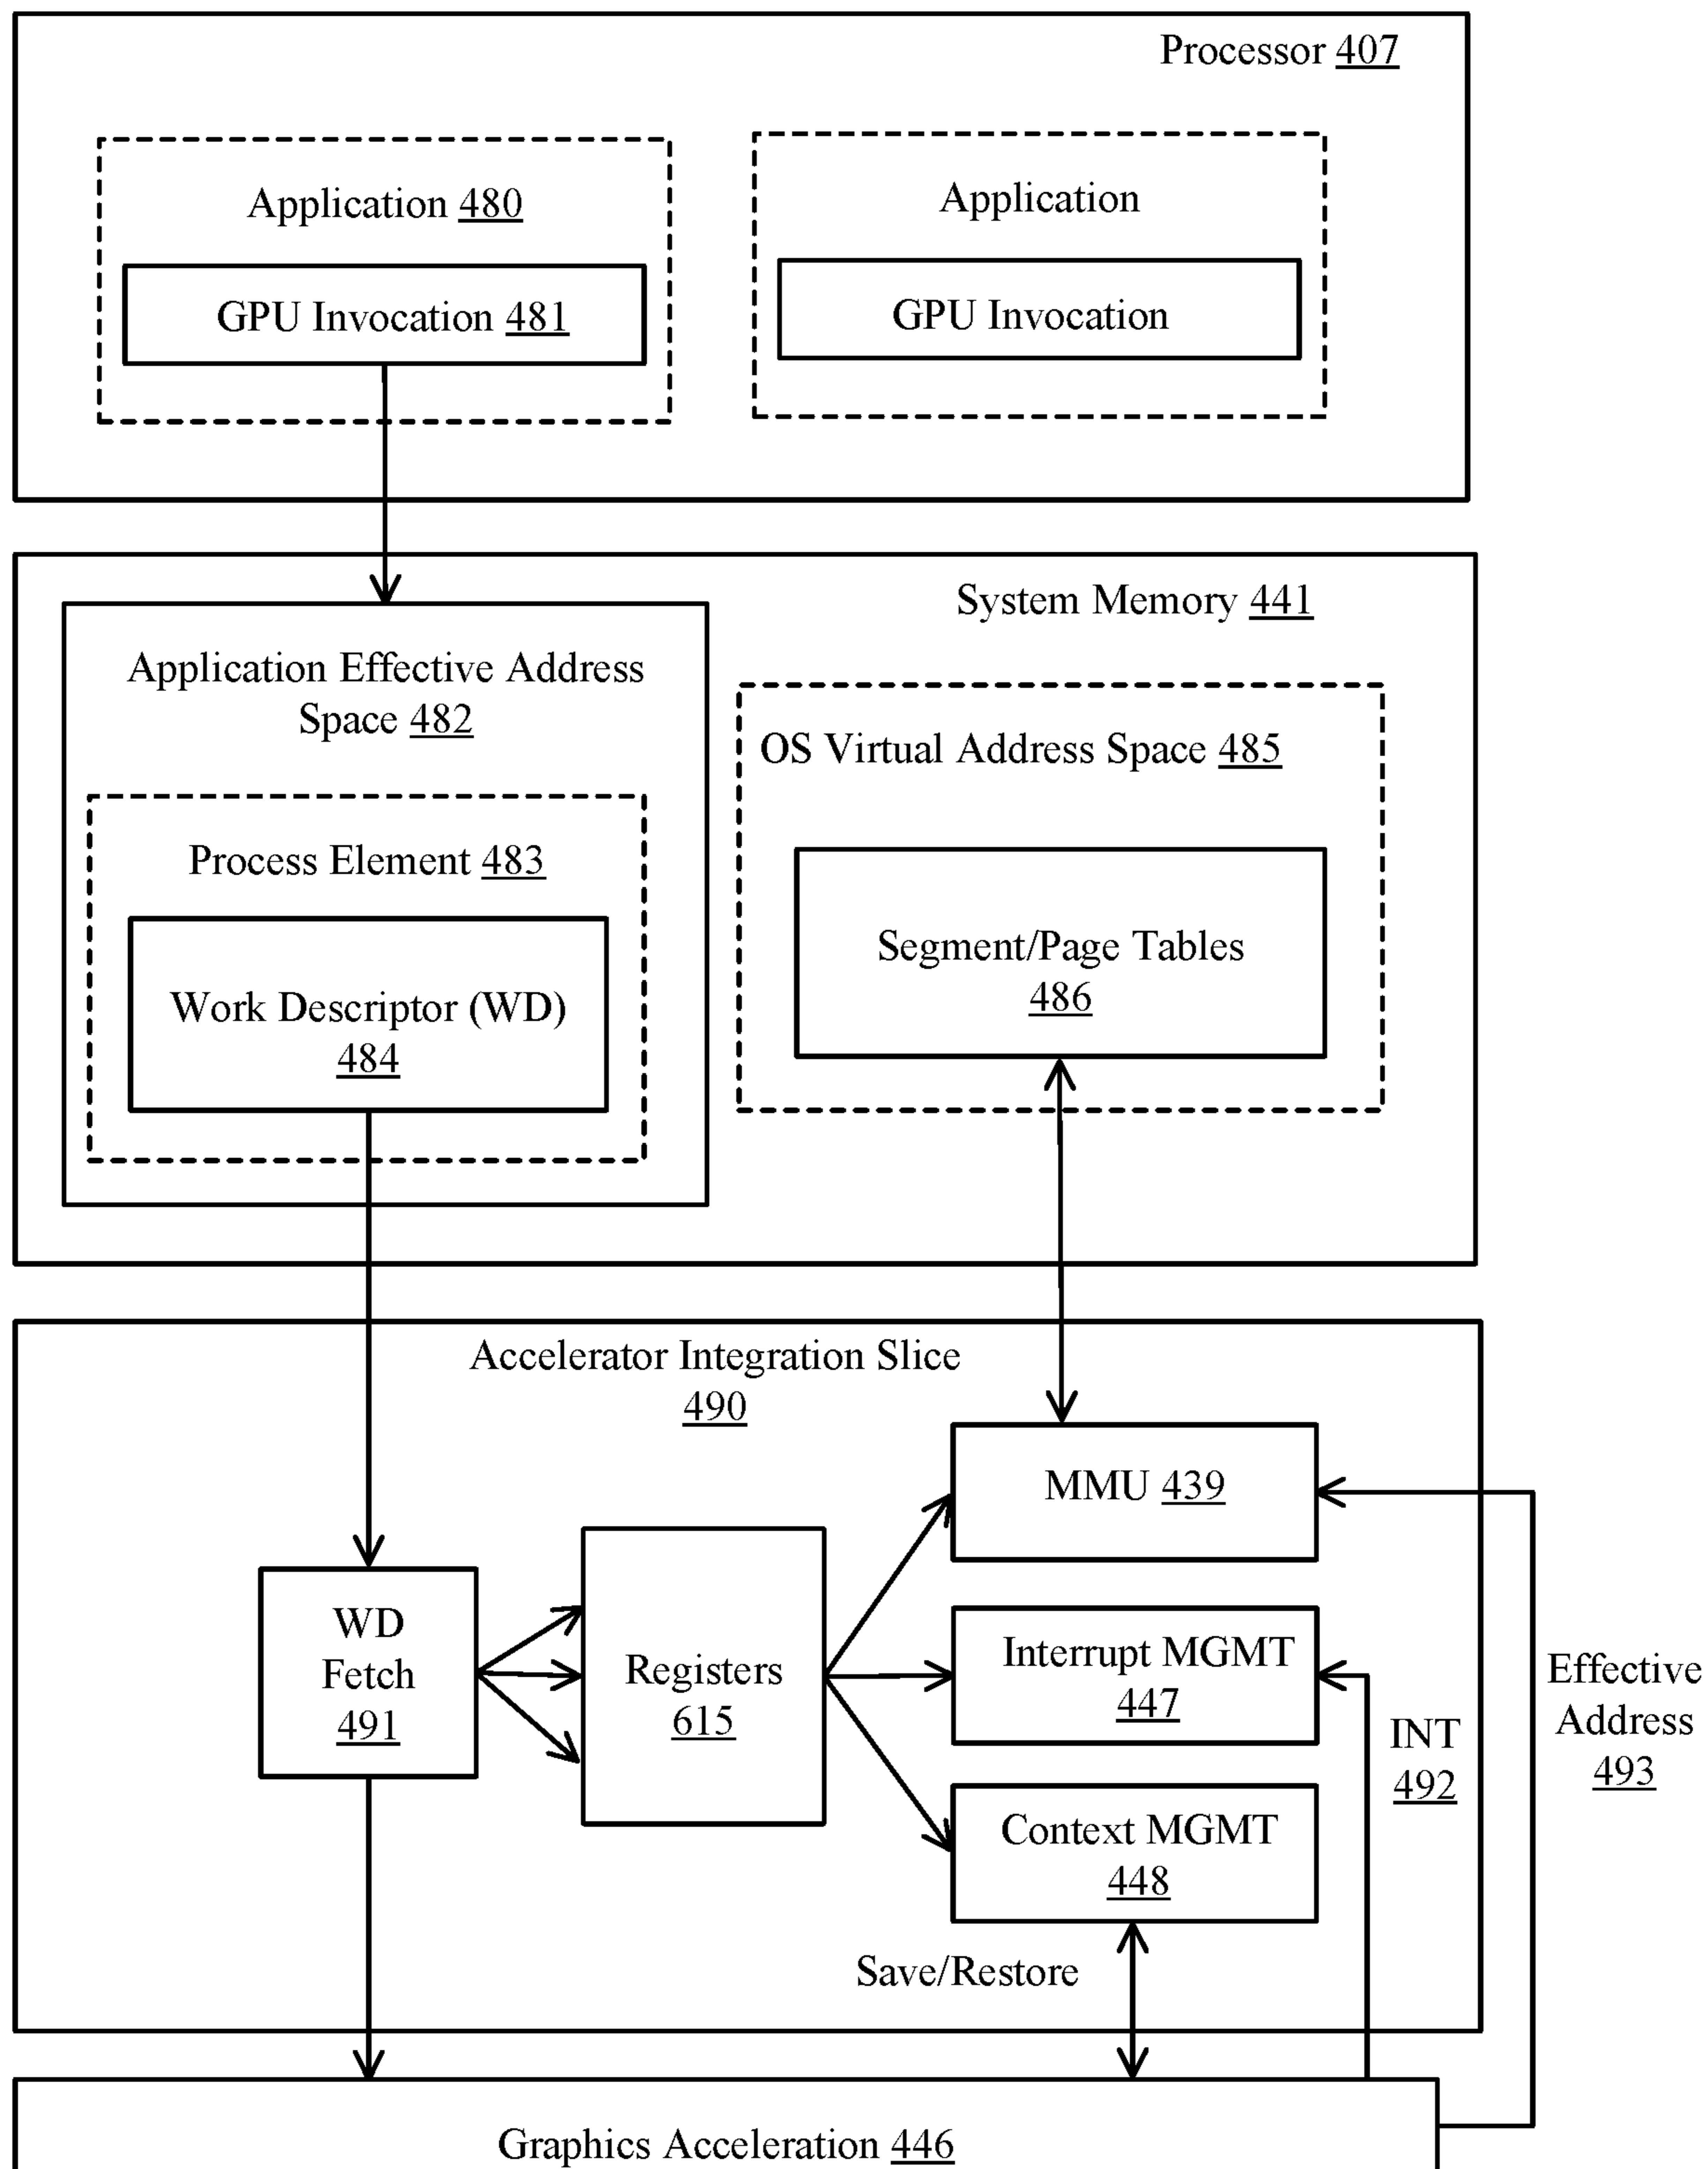 Processor 407
Application 480
GPU Invocation 481
Application
GPU Invocation
System Memory 441
Application Effective Address
Space 482
Process Element 483
Work Descriptor (WD)
484
OS Virtual Address Space 485
Segment/Page Tables
486
Accelerator Integration Slice
490
MMU 439
WD
Fetch
491
Registers
615
Interrupt MGMT
447
Context MGMT
448
Save/Restore
INT
492
Effective
Address
493
Graphics Acceleration 446